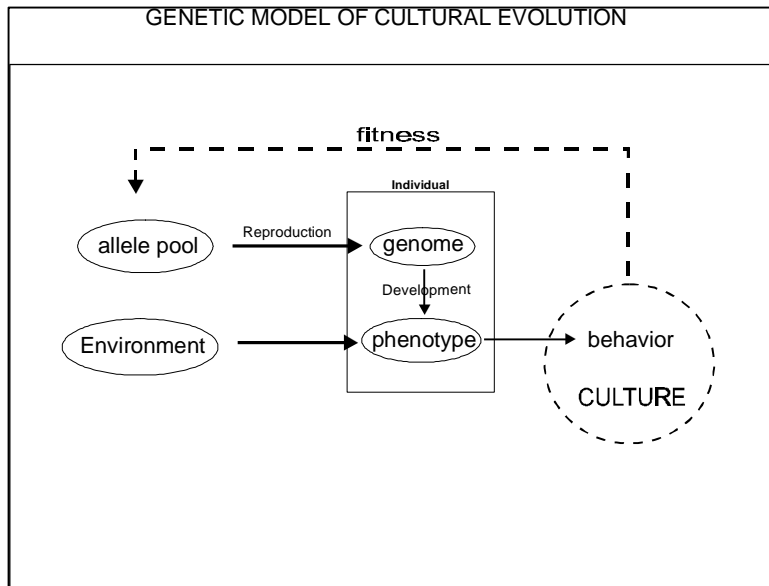 GENETIC MODEL OF CULTURAL EVOLUTION
fitness
Individual
allele pool
Reproduction
genome
Development
Environment
phenotype
behavior
CULTURE